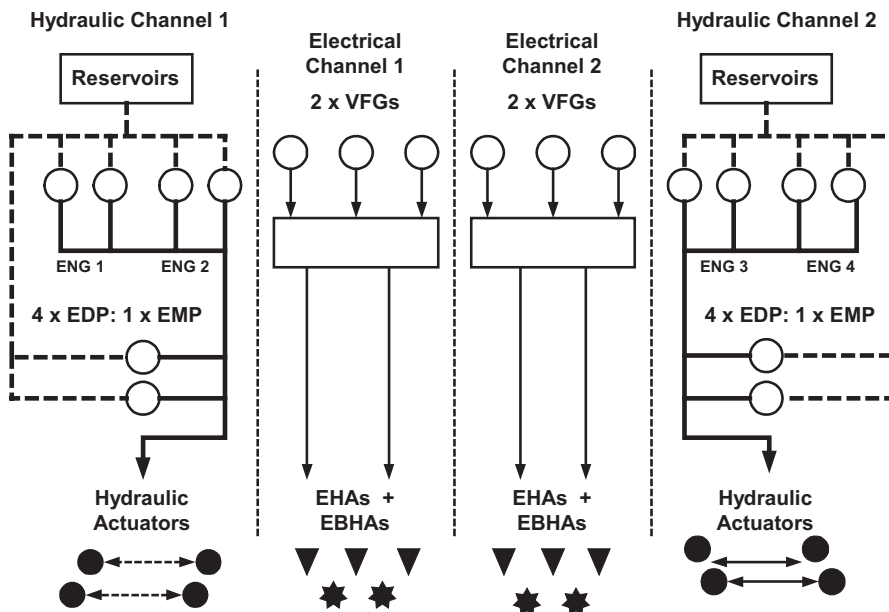 Hydraulic Channel 1
Reservoirs
ENG 1
ENG 2
4 x EDP: 1 x EMP
Hydraulic
Actuators
Electrical
Channel 1
2 x VFGs
EHAs +
EBHAs
Electrical
Channel 2
2 x VFGs
EHAs +
EBHAs
Hydraulic Channel 2
Reservoirs
ENG 3
ENG 4
4 x EDP: 1 x EMP
Hydraulic
Actuators